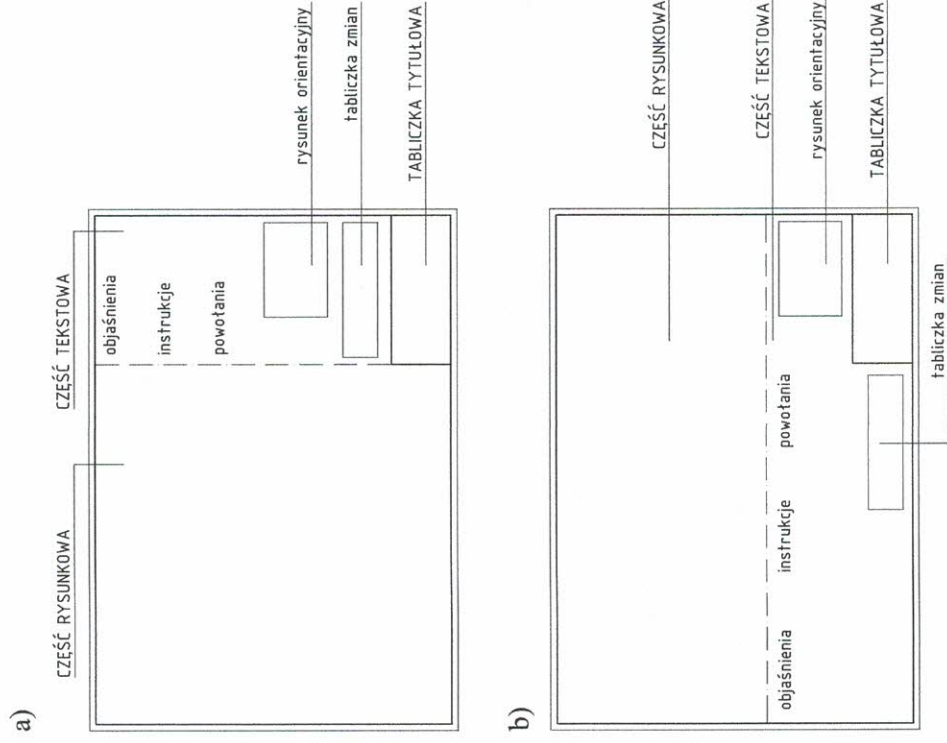 a)
CZĘŚĆ RYSUNKOWA
CZĘŚĆ TEKSTOWA
objaśnienia
instrukcje
powołania
rysunek orientacyjny
tabliczka zmian
TABLICZKA TYTUŁOWA
b)
CZĘŚĆ RYSUNKOWA
CZĘŚĆ TEKSTOWA
objaśnienia
instrukcje
powołania
rysunek orientacyjny
TABLICZKA TYTUŁOWA
tabliczka zmian